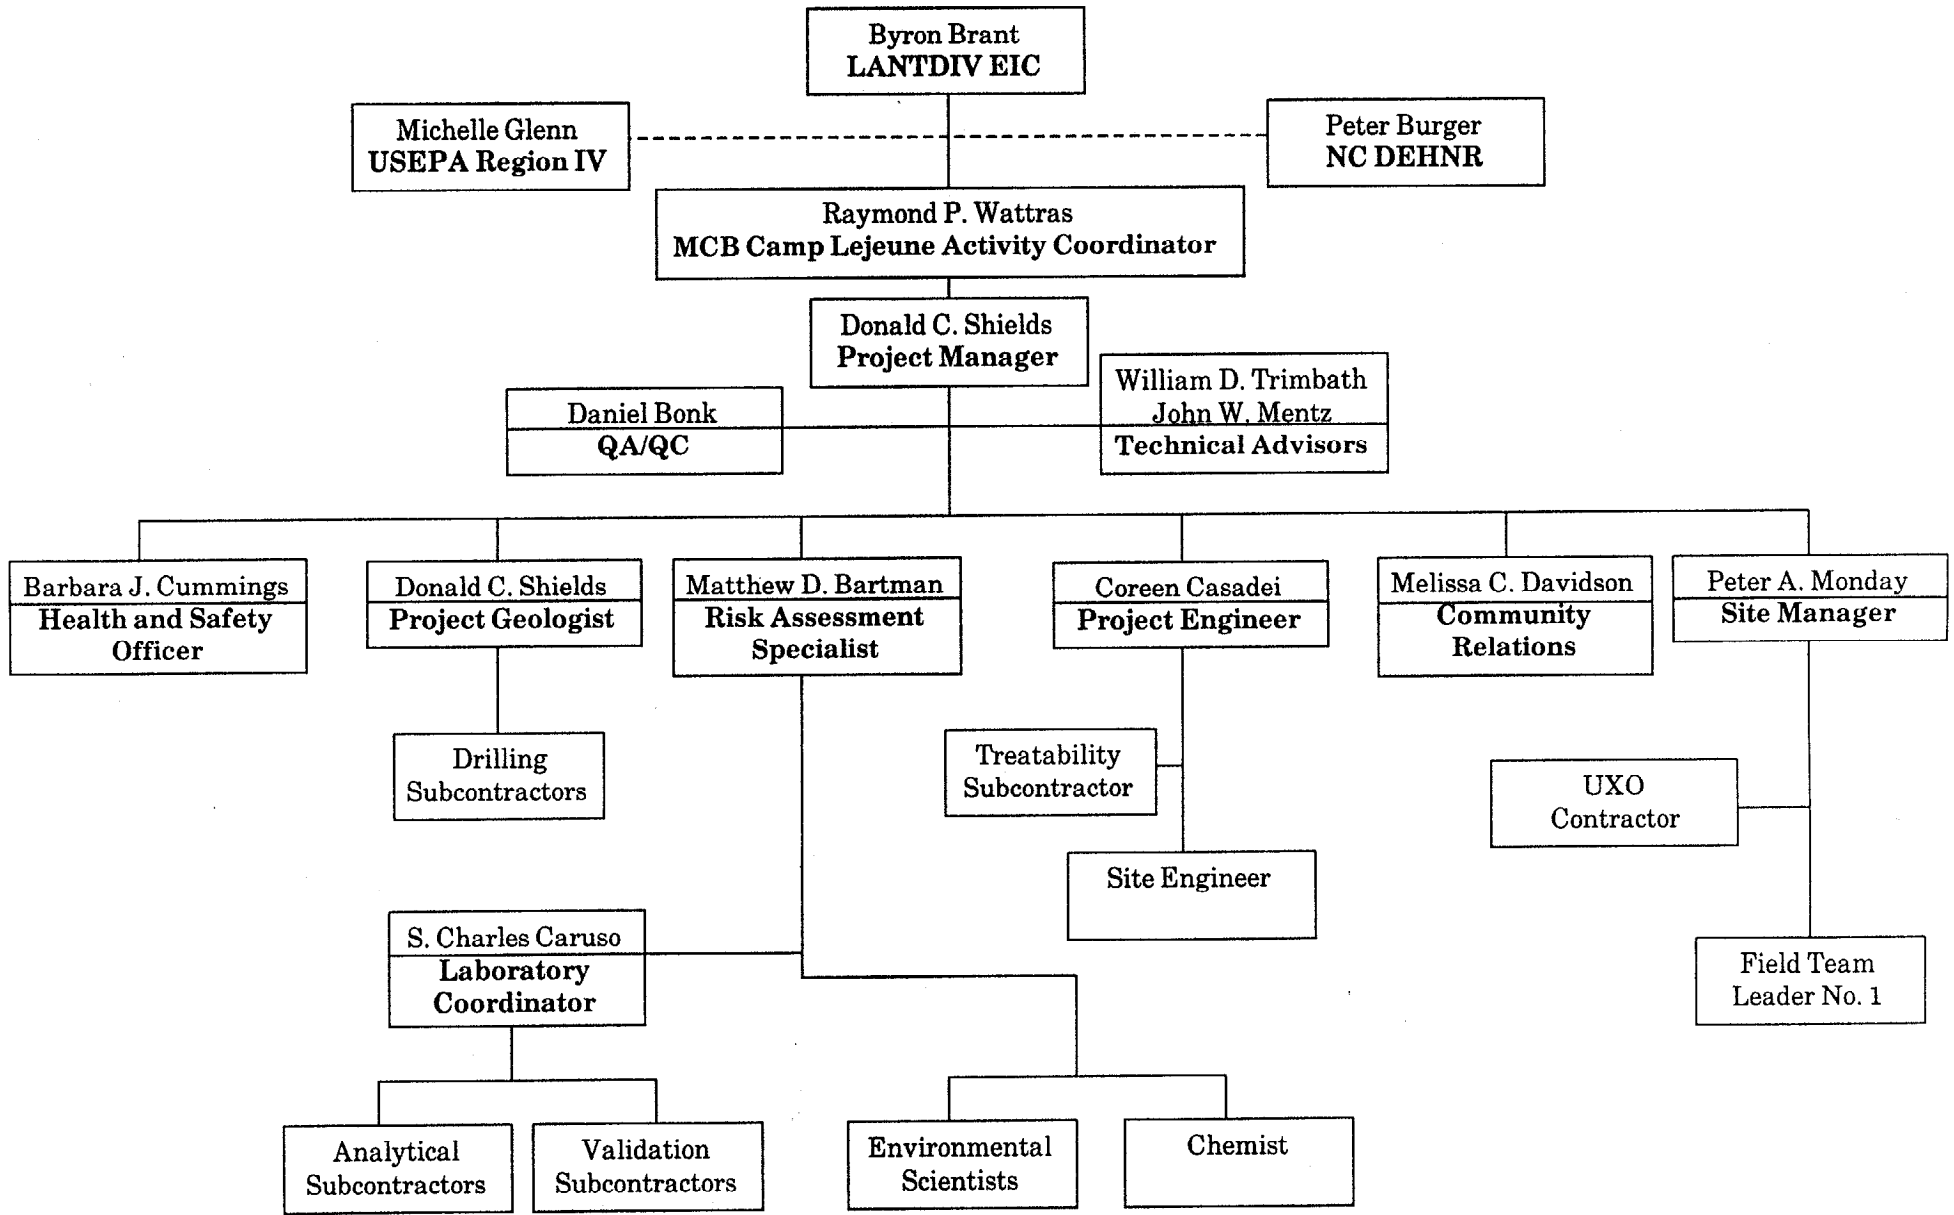 Byron Brant
LANTDIV EIC
Michelle Glenn
USEPA Region IV
Peter Burger
NC DEHNR
Raymond P. Wattras
MCB Camp Lejeune Activity Coordinator
Donald C. Shields
Project Manager
Daniel Bonk
QA/QC
William D. Trimbath
John W. Mentz
Technical Advisors
Barbara J. Cummings
Health and Safety
Officer
Donald C. Shields
Project Geologist
Matthew D. Bartman
Risk Assessment
Specialist
Coreen Casadei
Project Engineer
Melissa C. Davidson
Community
Relations
Peter A. Monday
Site Manager
Drilling
Subcontractors
Treatability
Subcontractor
UXO
Contractor
Site Engineer
S. Charles Caruso
Laboratory
Coordinator
Field Team
Leader No. 1
Analytical
Subcontractors
Validation
Subcontractors
Environmental
Scientists
Chemist